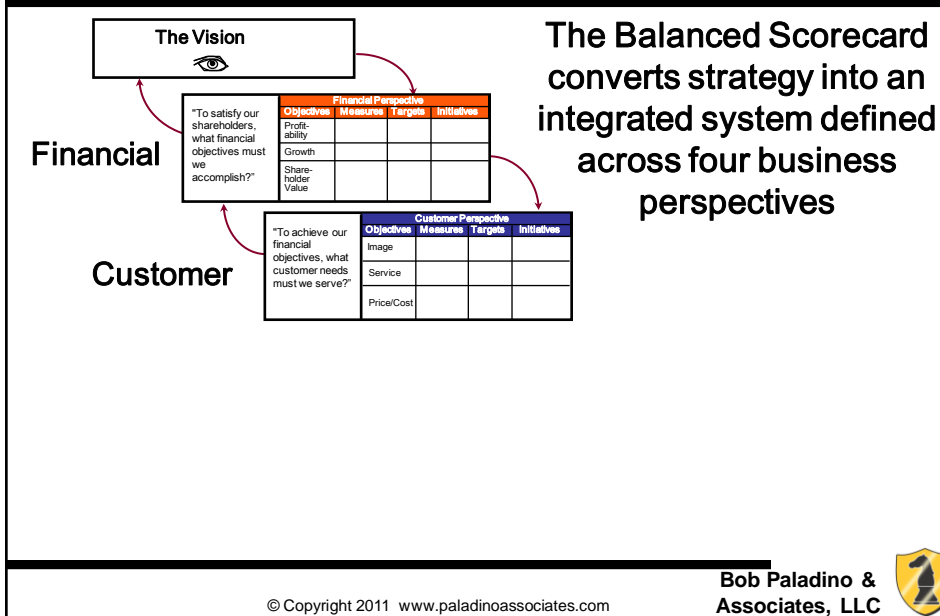 The Vision
The Balanced Scorecard
converts strategy into an
integrated system defined
across four business
perspectives
Financial
"To satisfy our
shareholders,
what financial
objectives must
we
accomplish?"
Financial Perspective
Objectives Measures Targets Initiatives
Profit-
ability
Growth
Share-
holder
Value
Customer
"To achieve our
financial
objectives, what
customer needs
must we serve?"
Customer Perspective
Objectives Measures Targets Initiatives
Image
Service
Price/Cost
© Copyright 2011 www.paladinoassociates.com
Bob Paladino &
Associates, LLC